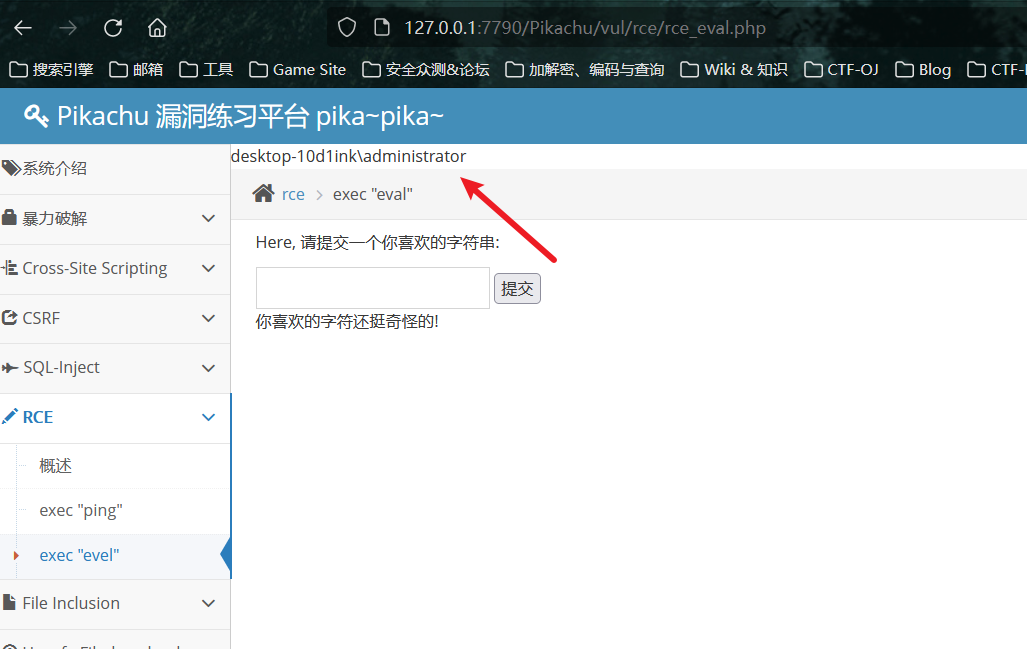 127.0.0.1:7790/Pikachu/vul/rce/rce_eval.php
搜索引擎 邮箱 工具 Game Site 安全众测&论坛 加解密、编码与查询 Wiki & 知识 CTF-OJ Blog
Pikachu 漏洞练习平台 pika~pika~
系统介绍
desktop-10d1ink\administrator
rce exec "eval"
暴力破解
Here, 请提交一个你喜欢的字符串:
Cross-Site Scripting
提交
CSRF
你喜欢的字符还挺奇怪的!
SQL-Inject
RCE
概述
exec "ping"
exec "evel"
File Inclusion